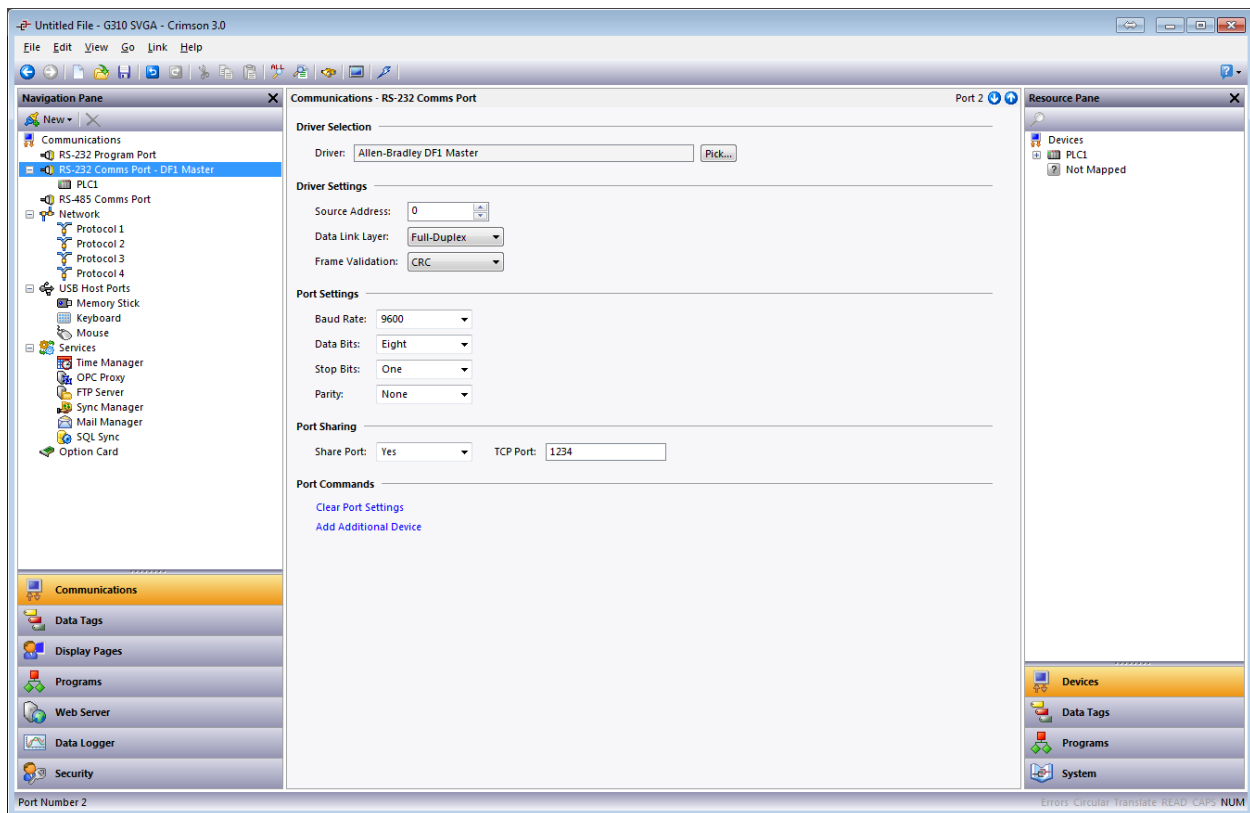 Untitled File - G310 SVGA - Crimson 3.0
File Edit View Go Link Help
Navigation Pane
New
Communications
RS-232 Program Port
RS-232 Comms Port - DF1 Master
PLC1
RS-485 Comms Port
Network
Protocol 1
Protocol 2
Protocol 3
Protocol 4
USB Host Ports
Memory Stick
Keyboard
Mouse
Services
Time Manager
OPC Proxy
FTP Server
Sync Manager
Mail Manager
SQL Sync
Option Card
Communications
Data Tags
Display Pages
Programs
Web Server
Data Logger
Security
Communications - RS-232 Comms Port Port 2
Driver Selection
Driver: Allen-Bradley DF1 Master Pick...
Driver Settings
Source Address: 0
Data Link Layer: Full-Duplex
Frame Validation: CRC
Port Settings
Baud Rate: 9600
Data Bits: Eight
Stop Bits: One
Parity: None
Port Sharing
Share Port: Yes TCP Port: 1234
Port Commands
Clear Port Settings
Add Additional Device
Resource Pane
Devices
PLC1
Not Mapped
Devices
Data Tags
Programs
System
Port Number 2
Errors Circular Translate READ CAPS NUM